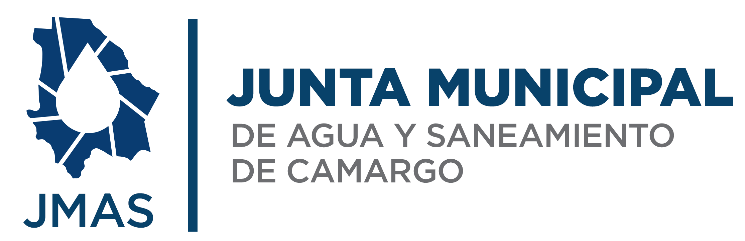 JMAS
JUNTA MUNICIPAL
DE AGUA Y SANEAMIENTO
DE CAMARGO